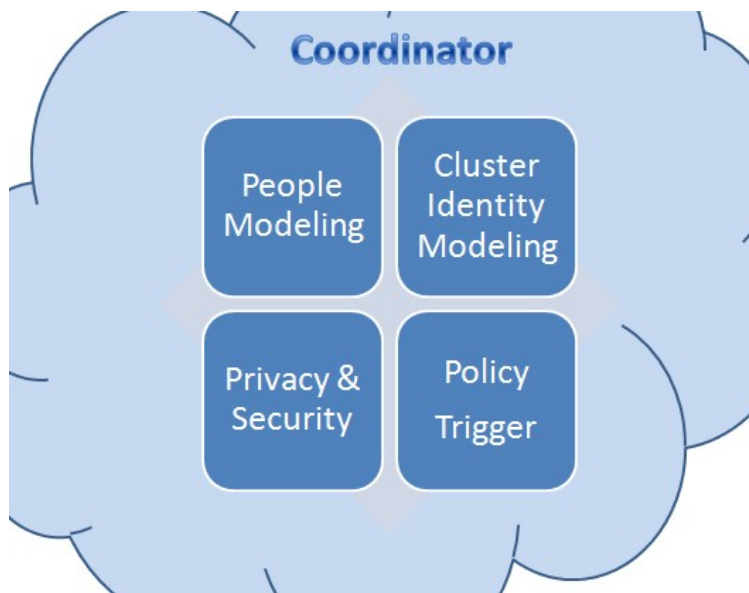 Coordinator
People
Modeling
Cluster
Identity
Modeling
Privacy &
Security
Policy
Trigger